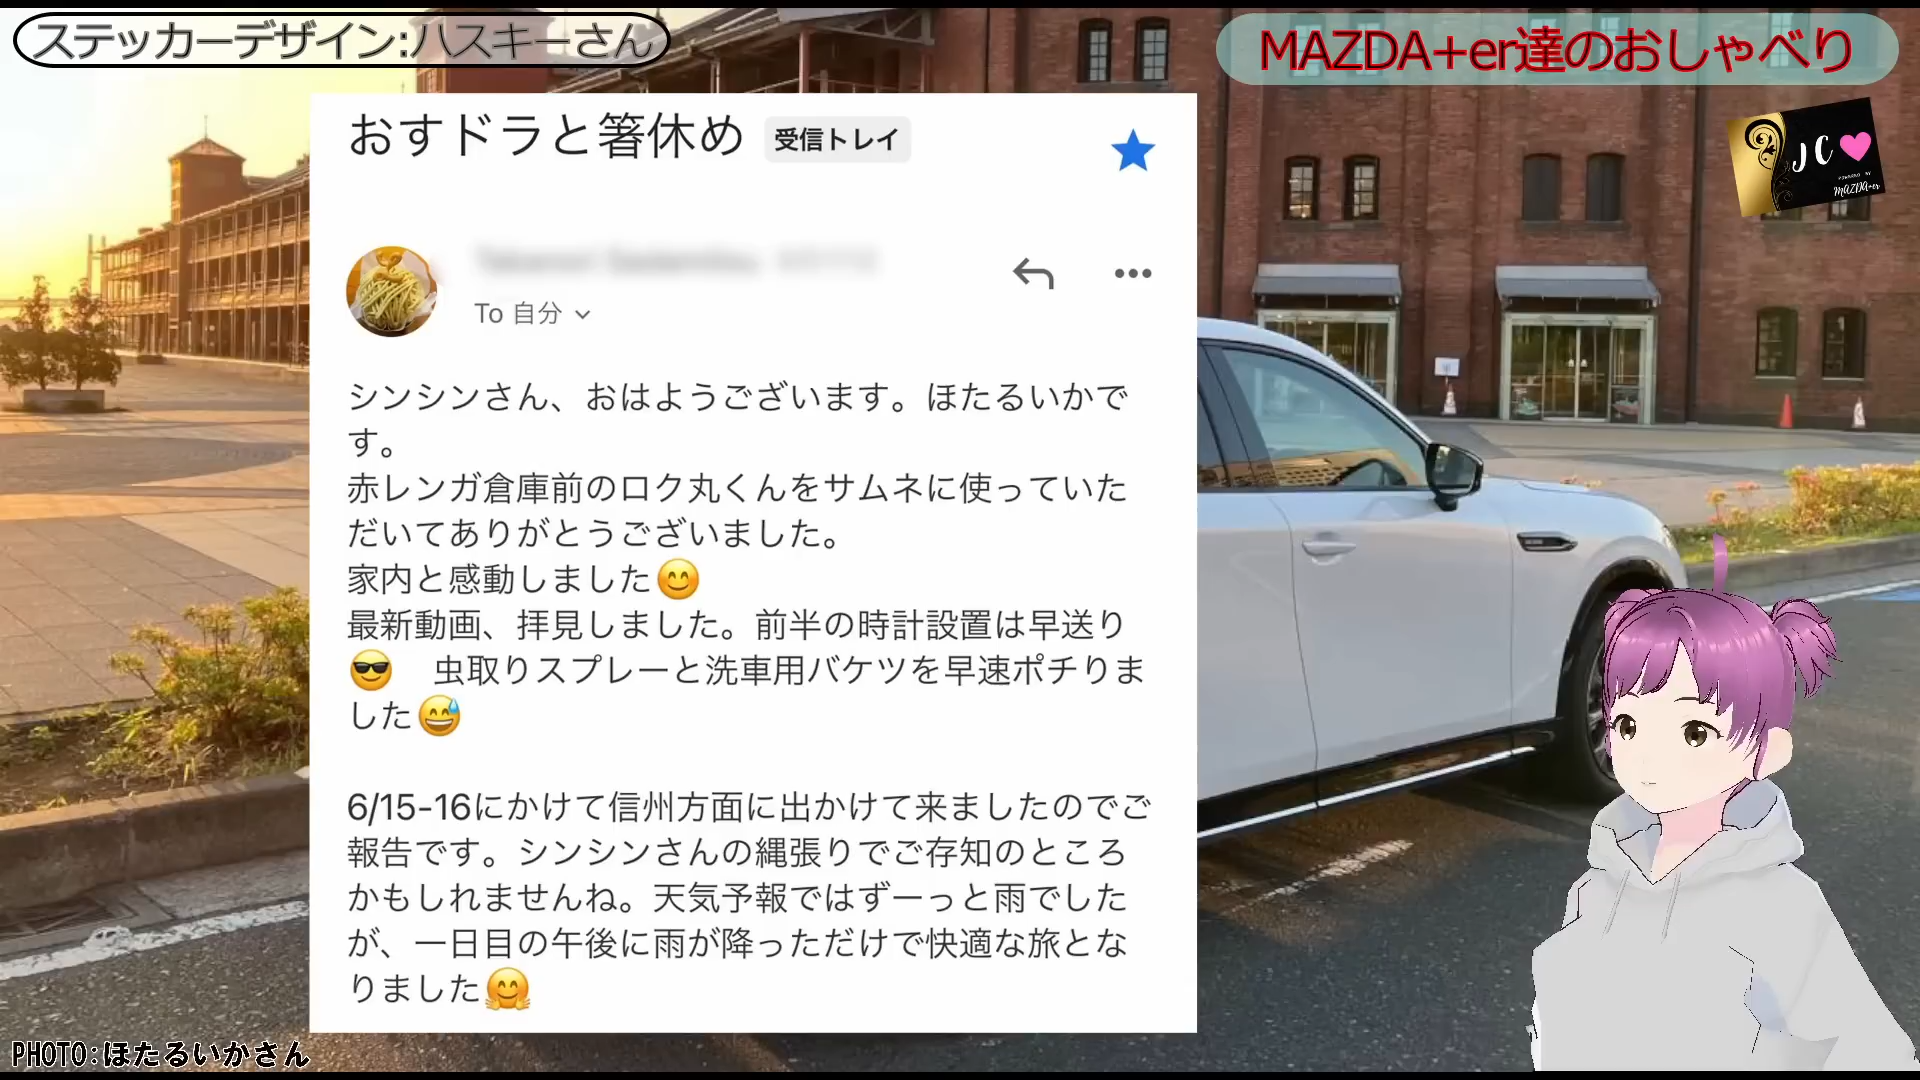 ステッカーデザイン:ハスキーさん
MAZDA+er達のおしゃべり
JC
POWERED BY
MAZDA+er
おすドラと箸休め 受信トレイ
To 自分
シンシンさん、おはようございます。ほたるいかで
す。
赤レンガ倉庫前のロク丸くんをサムネに使っていた
だいてありがとうございました。
家内と感動しました😊
最新動画、拝見しました。前半の時計設置は早送り
😎 虫取りスプレーと洗車用バケツを早速ポチりま
した😅
6/15-16にかけて信州方面に出かけて来ましたのでご
報告です。シンシンさんの縄張りでご存知のところ
かもしれませんね。天気予報ではずーっと雨でした
が、一日目の午後に雨が降っただけで快適な旅とな
りました🤗
PHOTO:ほたるいかさん